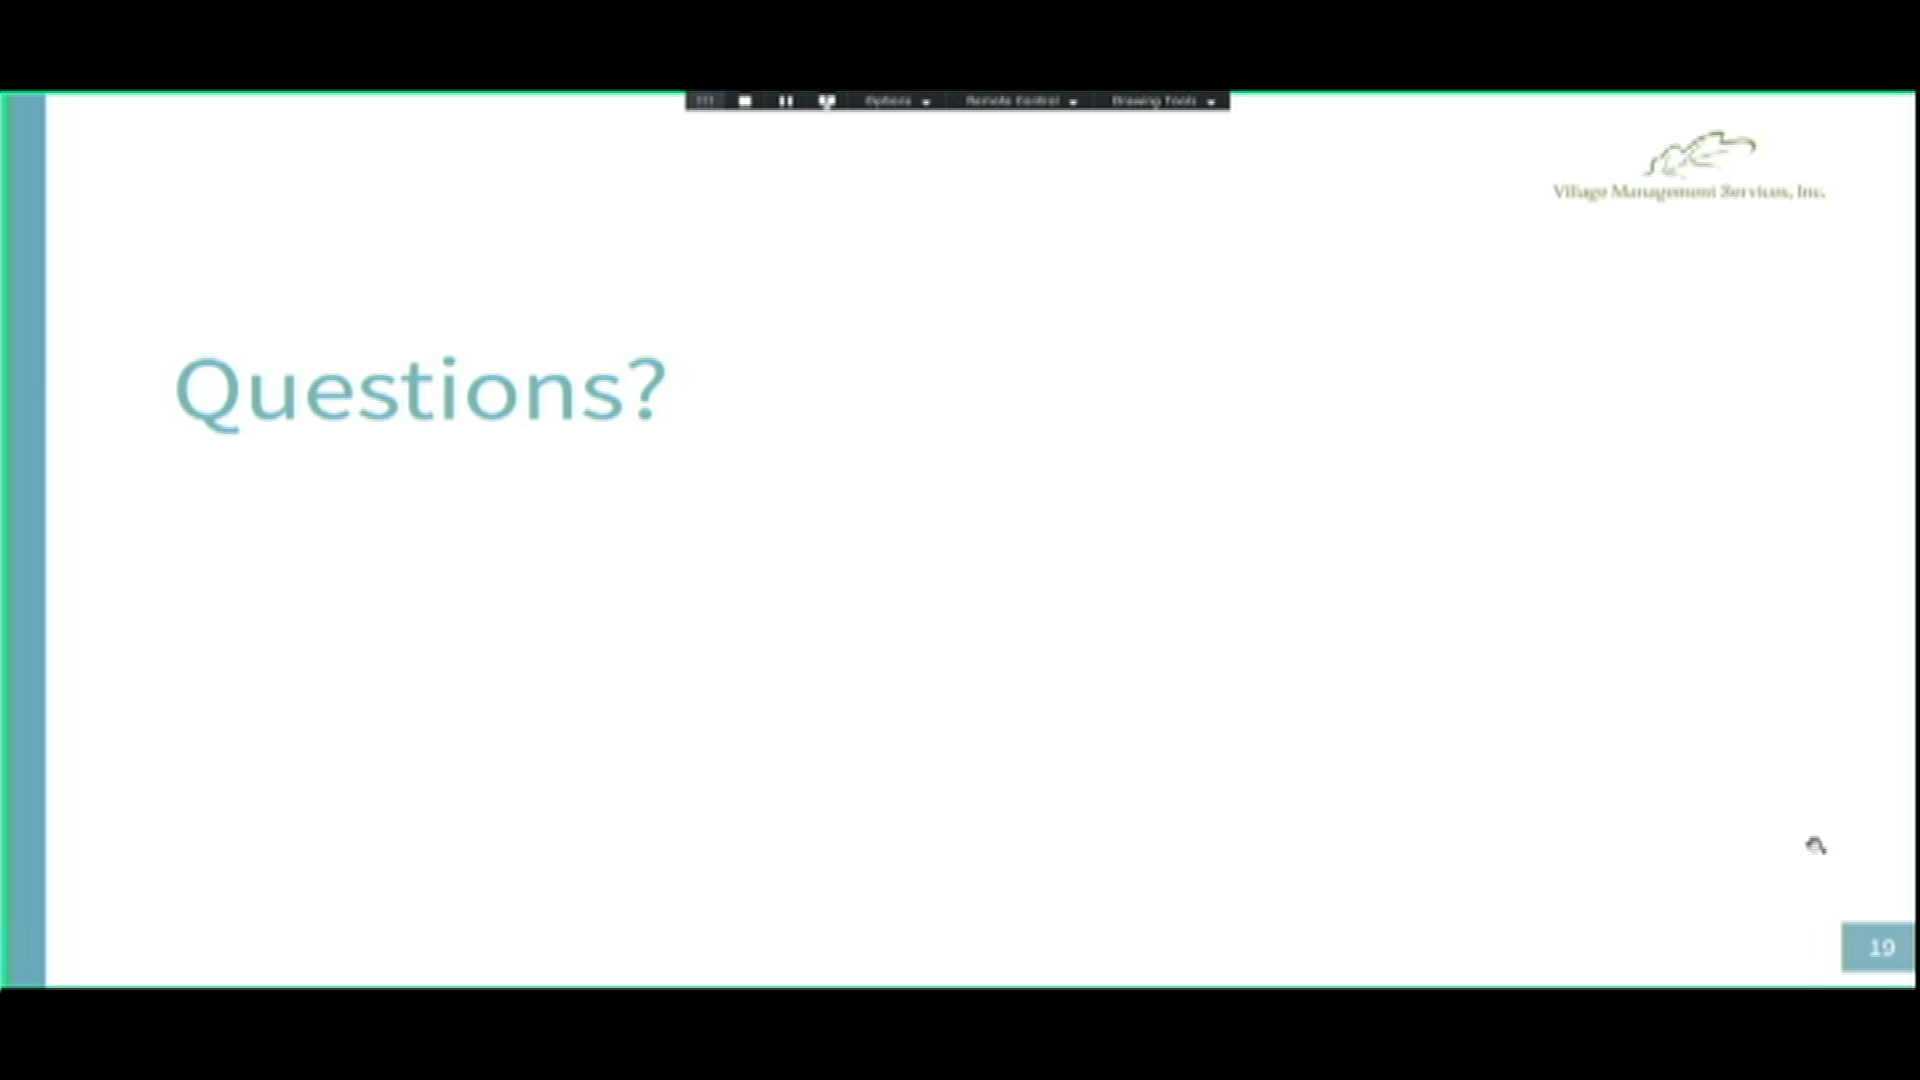 Options
Remote Control
Drawing Tools
Village Management Services, Inc.
Questions?
19